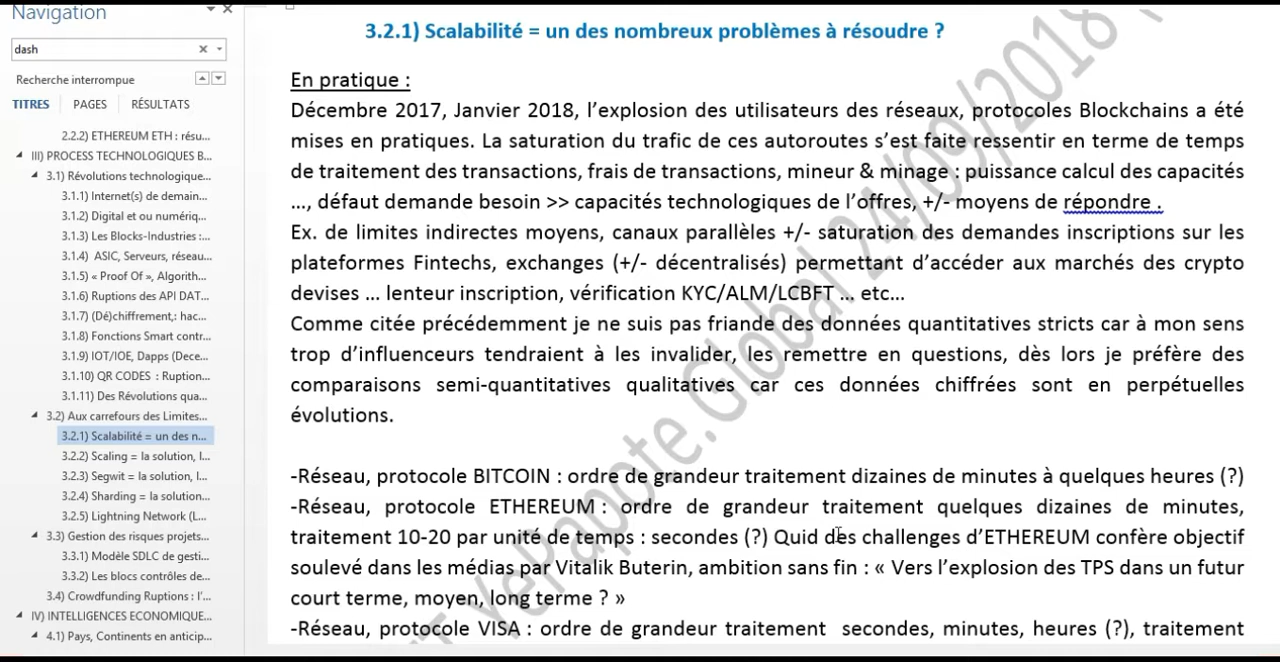 Navigation
dash
Recherche interrompue
TITRES PAGES RÉSULTATS
2.2.2) ETHEREUM ETH : résu...
III) PROCESS TECHNOLOGIQUES B...
3.1) Révolutions technologique...
3.1.1) Internet(s) de demain...
3.1.2) Digital et ou numériq...
3.1.3) Les Blocks-Industries :...
3.1.4) ASIC, Serveurs, réseau...
3.1.5) « Proof Of », Algorith...
3.1.6) Ruptions des API DAT...
3.1.7) (Dé)chiffrement,: hac...
3.1.8) Fonctions Smart contr...
3.1.9) IOT/IOE, Dapps (Dece...
3.1.10) QR CODES : Ruption...
3.1.11) Des Révolutions qua...
3.2) Aux carrefours des Limites...
3.2.1) Scalabilité = un des n...
3.2.2) Scaling = la solution, l...
3.2.3) Segwit = la solution, l...
3.2.4) Sharding = la solution...
3.2.5) Lightning Network (L...
3.3) Gestion des risques projets...
3.3.1) Modèle SDLC de gesti...
3.3.2) Les blocs contrôles de...
3.4) Crowdfunding Ruptions : l'...
IV) INTELLIGENCES ECONOMIQUE...
4.1) Pays, Continents en anticip...
3.2.1) Scalabilité = un des nombreux problèmes à résoudre ?
En pratique :
Décembre 2017, Janvier 2018, l'explosion des utilisateurs des réseaux, protocoles Blockchains a été
mises en pratiques. La saturation du trafic de ces autoroutes s'est faite ressentir en terme de temps
de traitement des transactions, frais de transactions, mineur & minage : puissance calcul des capacités
..., défaut demande besoin >> capacités technologiques de l'offres, +/- moyens de répondre .
Ex. de limites indirectes moyens, canaux parallèles +/- saturation des demandes inscriptions sur les
plateformes Fintechs, exchanges (+/- décentralisés) permettant d'accéder aux marchés des crypto
devises ... lenteur inscription, vérification KYC/ALM/LCBFT ... etc...
Comme citée précédemment je ne suis pas friande des données quantitatives stricts car à mon sens
trop d'influenceurs tendraient à les invalider, les remettre en questions, dès lors je préfère des
comparaisons semi-quantitatives qualitatives car ces données chiffrées sont en perpétuelles
évolutions.
-Réseau, protocole BITCOIN : ordre de grandeur traitement dizaines de minutes à quelques heures (?)
-Réseau, protocole ETHEREUM : ordre de grandeur traitement quelques dizaines de minutes,
traitement 10-20 par unité de temps : secondes (?) Quid des challenges d'ETHEREUM confère objectif
soulevé dans les médias par Vitalik Buterin, ambition sans fin : « Vers l'explosion des TPS dans un futur
court terme, moyen, long terme ? »
-Réseau, protocole VISA : ordre de grandeur traitement secondes, minutes, heures (?), traitement
YePapote.Global 24/09/2018